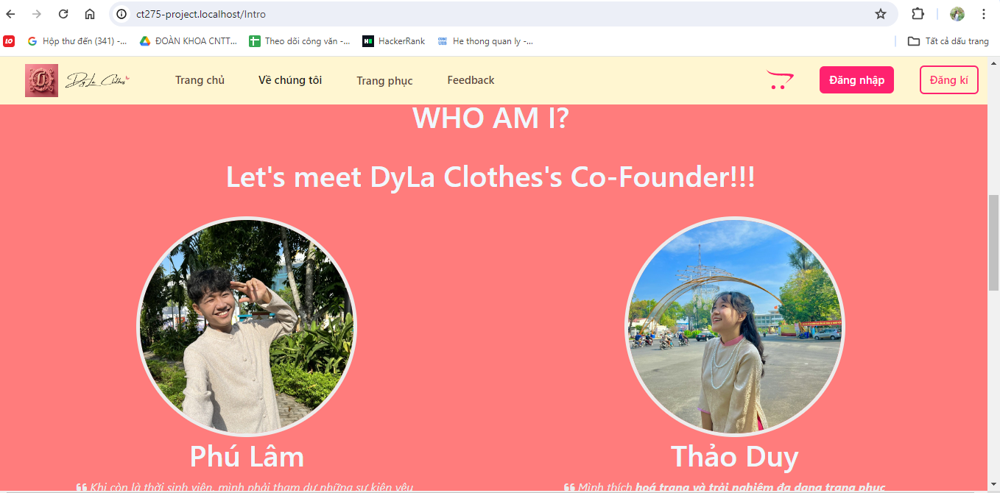 ct275-project.localhost/Intro
LO
Hộp thư đến (341) -...
ĐOÀN KHOA CNTT...
Theo dõi công văn -...
HackerRank
He thong quan ly -...
Tất cả dấu trang
DyLa Clothes
Trang chủ
Về chúng tôi
Trang phục
Feedback
Đăng nhập
Đăng kí
WHO AM I?
Let's meet DyLa Clothes's Co-Founder!!!
Phú Lâm
Thảo Duy
❝ Khi còn là thời sinh viên, mình phải tham dự những sự kiện yêu
❝ Mình thích hoá trang và trải nghiệm đa dạng trang phục